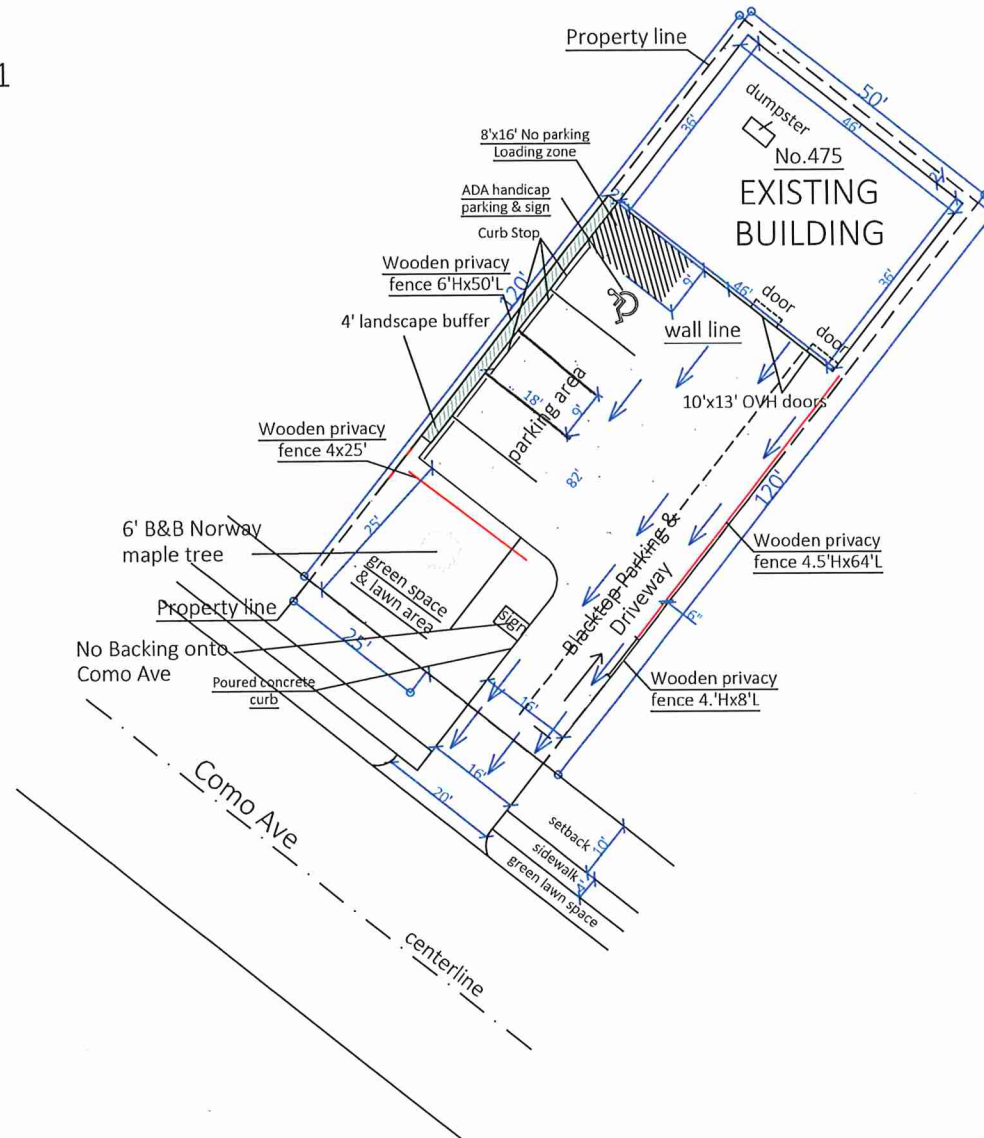 1
Property line
50'
dumpster
46'
36'
2'
8'x16' No parking
Loading zone
No.475
EXISTING
BUILDING
ADA handicap
parking & sign
2'
Curb Stop
Wooden privacy
fence 6'Hx50'L
120'
9'
46'
door
36'
4' landscape buffer
wall line
door
18'
9'
parking area
10'x13' OVH doors
Wooden privacy
fence 4x25'
82'
120'
25'
6' B&B Norway
maple tree
Wooden privacy
fence 4.5'Hx64'L
green space
& lawn area
Blacktop Parking &
Driveway
Property line
sign
6"
25'
No Backing onto
Como Ave
Poured concrete
curb
Wooden privacy
fence 4.'Hx8'L
16'
Como Ave
16'
20'
setback
10'
sidewalk
4'
green lawn space
centerline